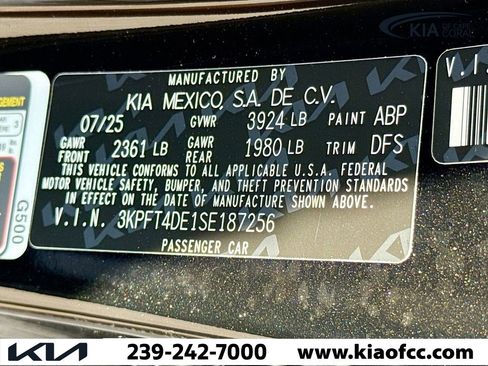 KIA OF CAPE CORAL
MANUFACTURED BY
KIA MEXICO, S.A. DE C.V.
07/25 GVWR 3924 LB PAINT ABP
GAWR FRONT 2361 LB GAWR REAR 1980 LB TRIM DFS
THIS VEHICLE CONFORMS TO ALL APPLICABLE U.S.A. FEDERAL
MOTOR VEHICLE SAFETY, BUMPER, AND THEFT PREVENTION STANDARDS
IN EFFECT ON THE DATE OF MANUFACTURE SHOWN ABOVE.
V.I.N. 3KPFT4DE1SE187256
PASSENGER CAR
G500
V.I.
KIA 239-242-7000 www.kiaofcc.com